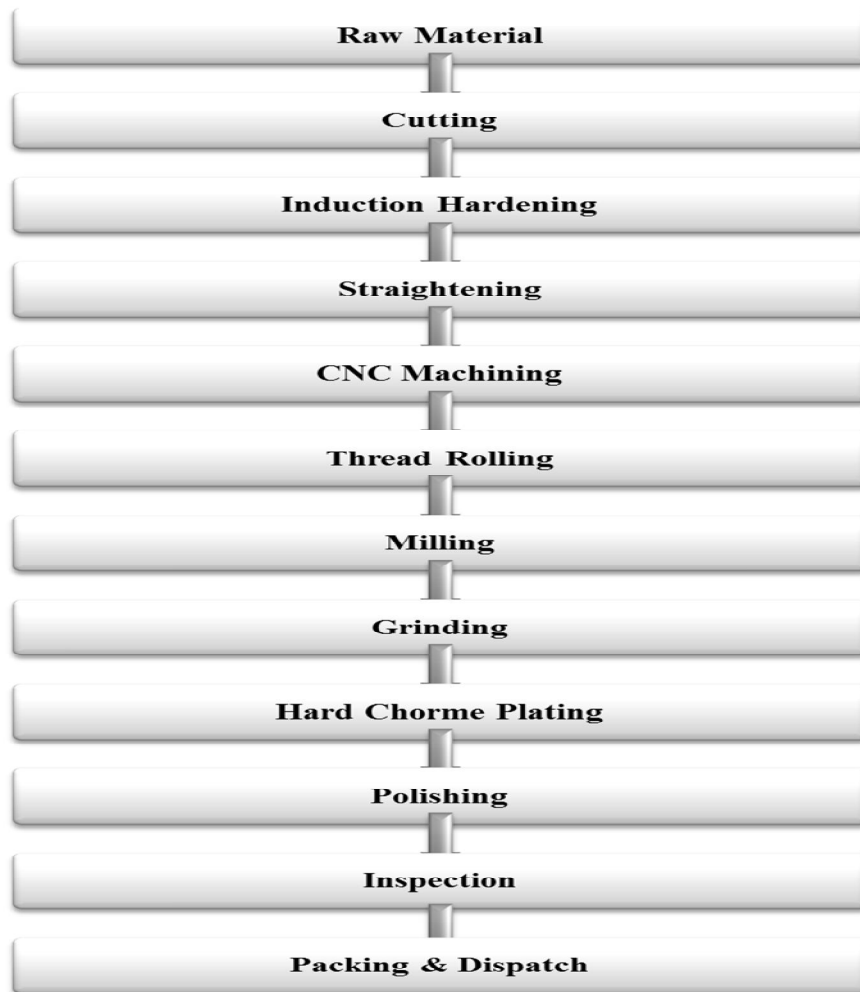 Raw Material
Cutting
Induction Hardening
Straightening
CNC Machining
Thread Rolling
Milling
Grinding
Hard Chorme Plating
Polishing
Inspection
Packing & Dispatch